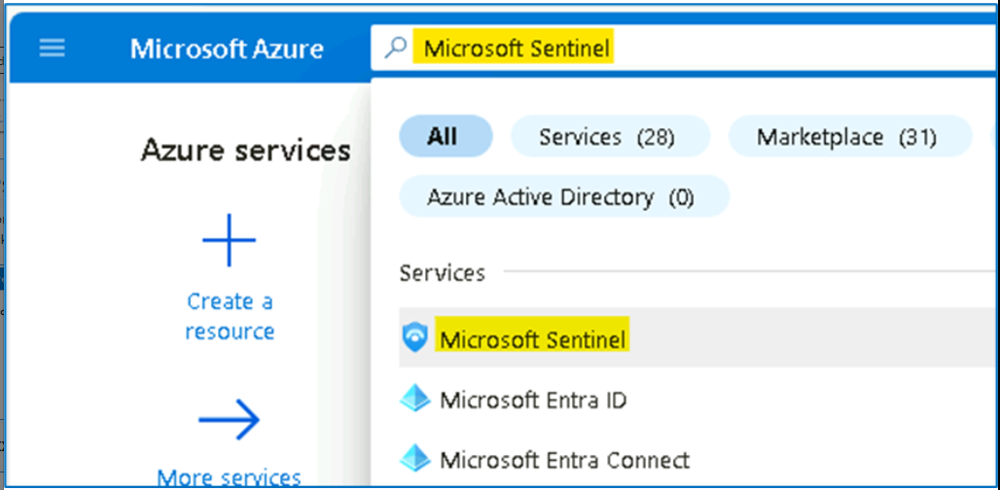 Microsoft Azure
Microsoft Sentinel
All
Services (28)
Marketplace (31)
Azure Active Directory (0)
Azure services
Create a
resource
More services
Services
Microsoft Sentinel
Microsoft Entra ID
Microsoft Entra Connect